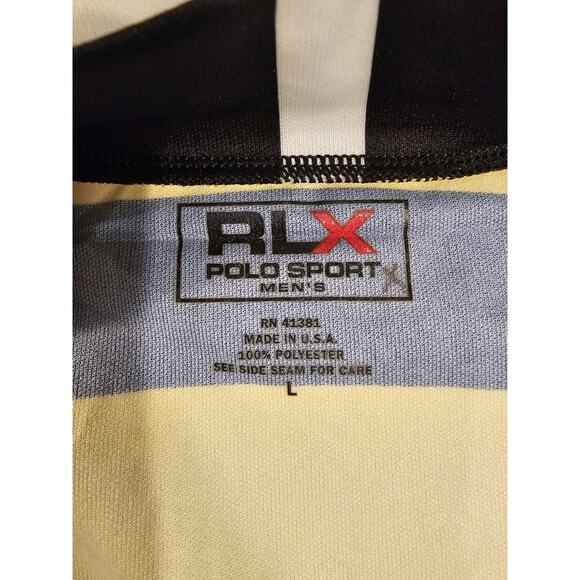 RLX
POLO SPORT
MEN'S
RN 41381
MADE IN U.S.A.
100% POLYESTER
SEE SIDE SEAM FOR CARE
L